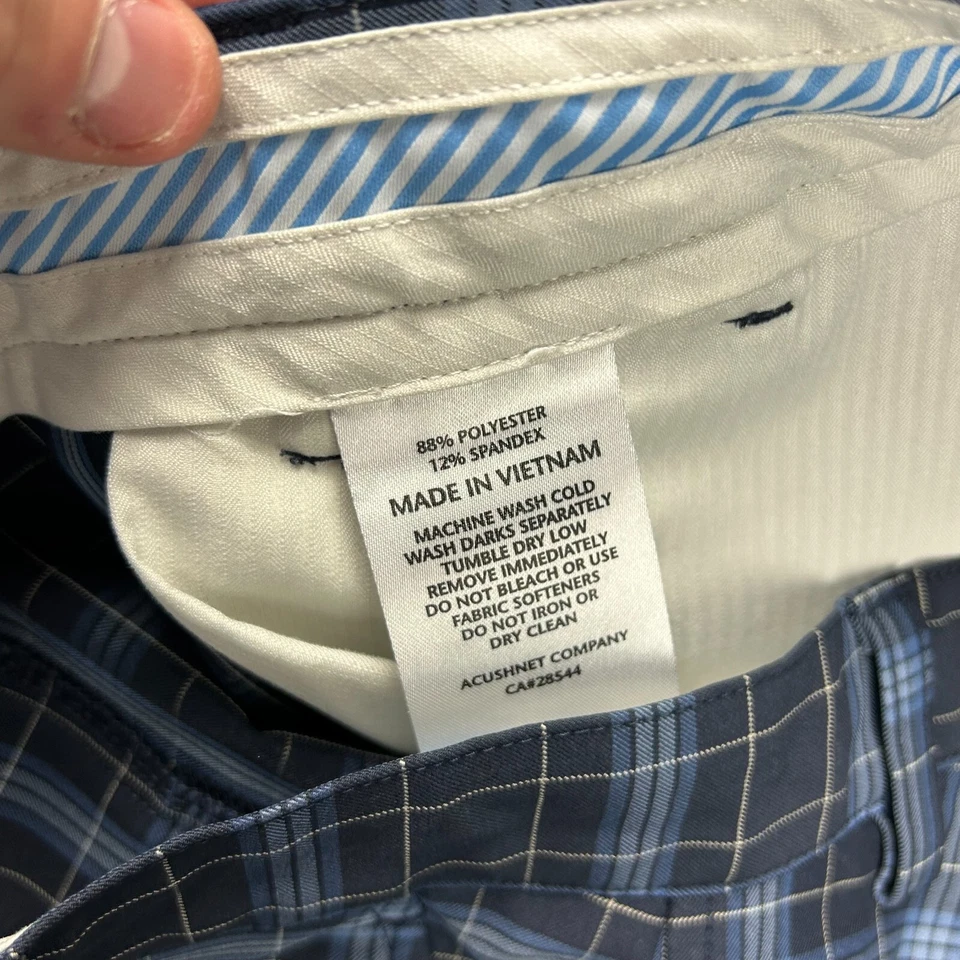 88% POLYESTER
12% SPANDEX
MADE IN VIETNAM
MACHINE WASH COLD
WASH DARKS SEPARATELY
TUMBLE DRY LOW
REMOVE IMMEDIATELY
DO NOT BLEACH OR USE
FABRIC SOFTENERS
DO NOT IRON OR
DRY CLEAN
ACUSHNET COMPANY
CA#28544